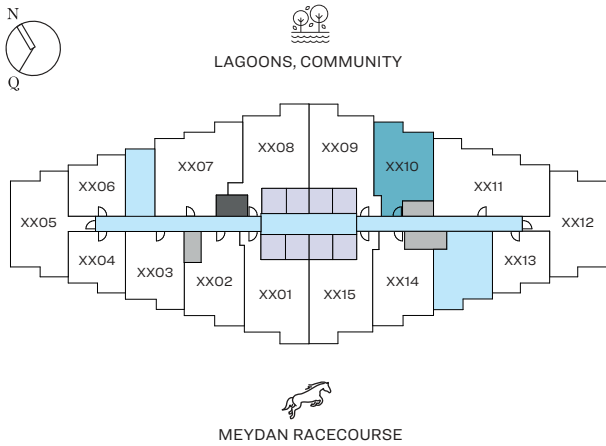 N
Q
LAGOONS, COMMUNITY
XX08
XX09
XX07
XX10
XX06
XX11
XX05
XX12
XX04
XX03
XX02
XX01
XX15
XX14
XX13
MEYDAN RACECOURSE